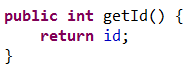 public int getId() {
    return id;
}